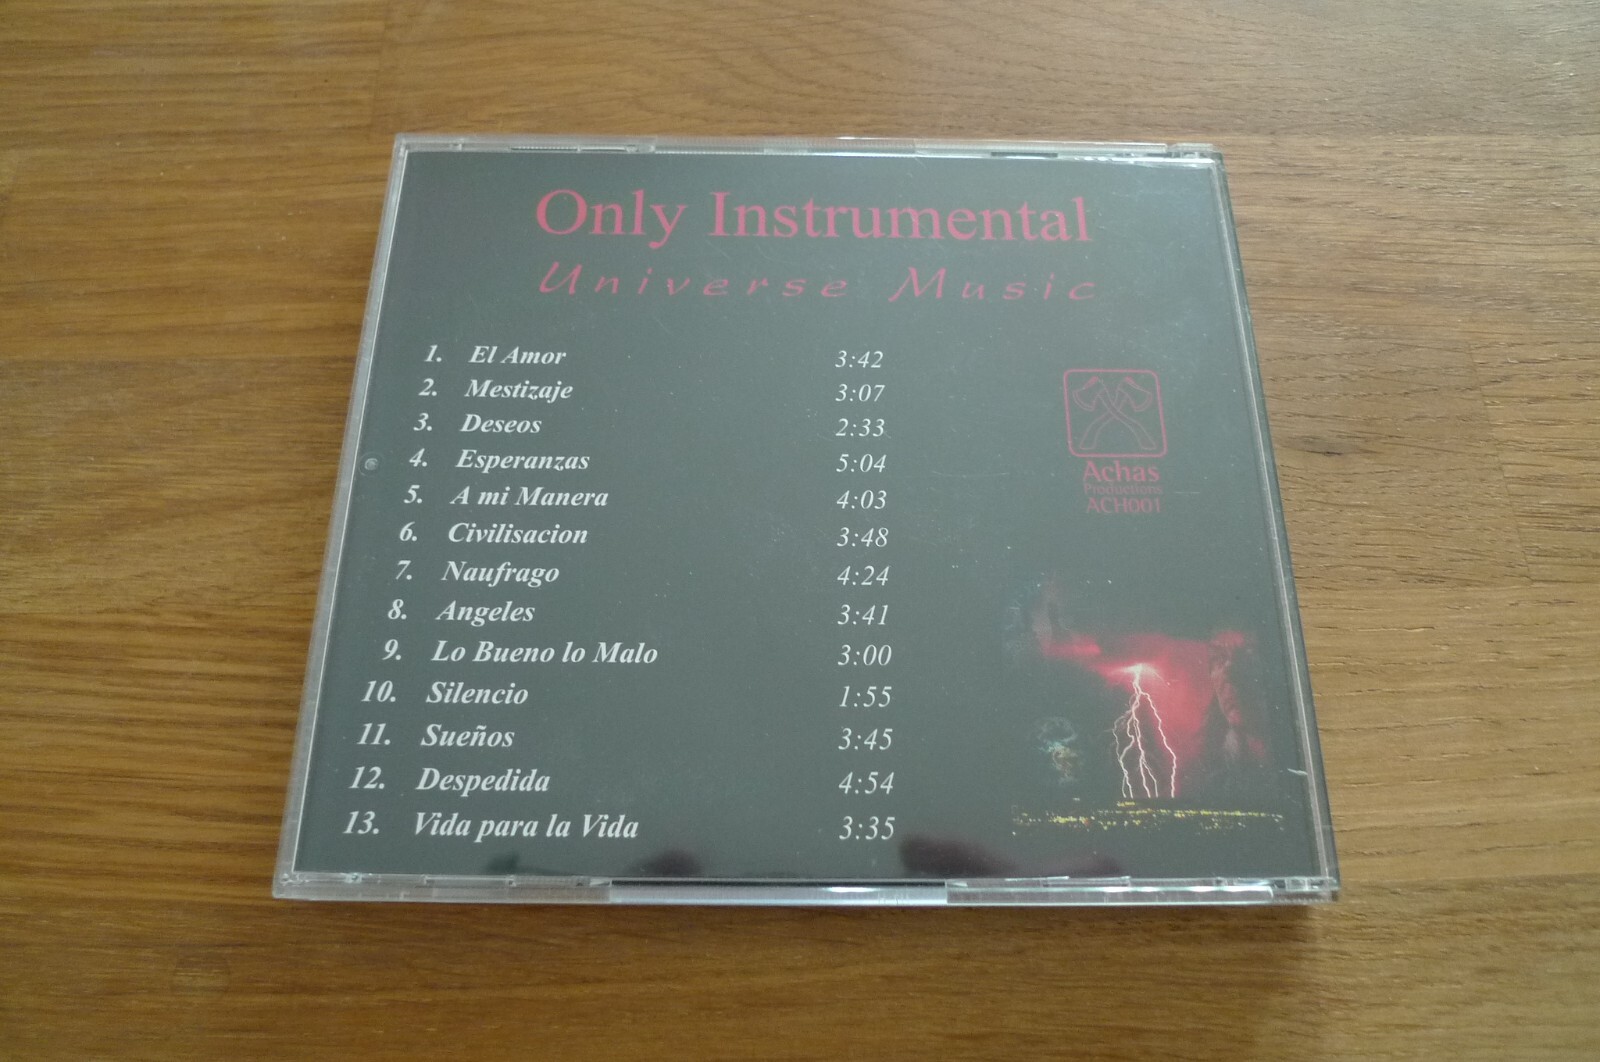 Only Instrumental
Universe Music
1. El Amor 3:42
2. Mestizaje 3:07
3. Deseos 2:33
4. Esperanzas 5:04
5. A mi Manera 4:03
6. Civilisacion 3:48
7. Naufrago 4:24
8. Angeles 3:41
9. Lo Bueno lo Malo 3:00
10. Silencio 1:55
11. Sueños 3:45
12. Despedida 4:54
13. Vida para la Vida 3:35
Achas
Productions
ACH001